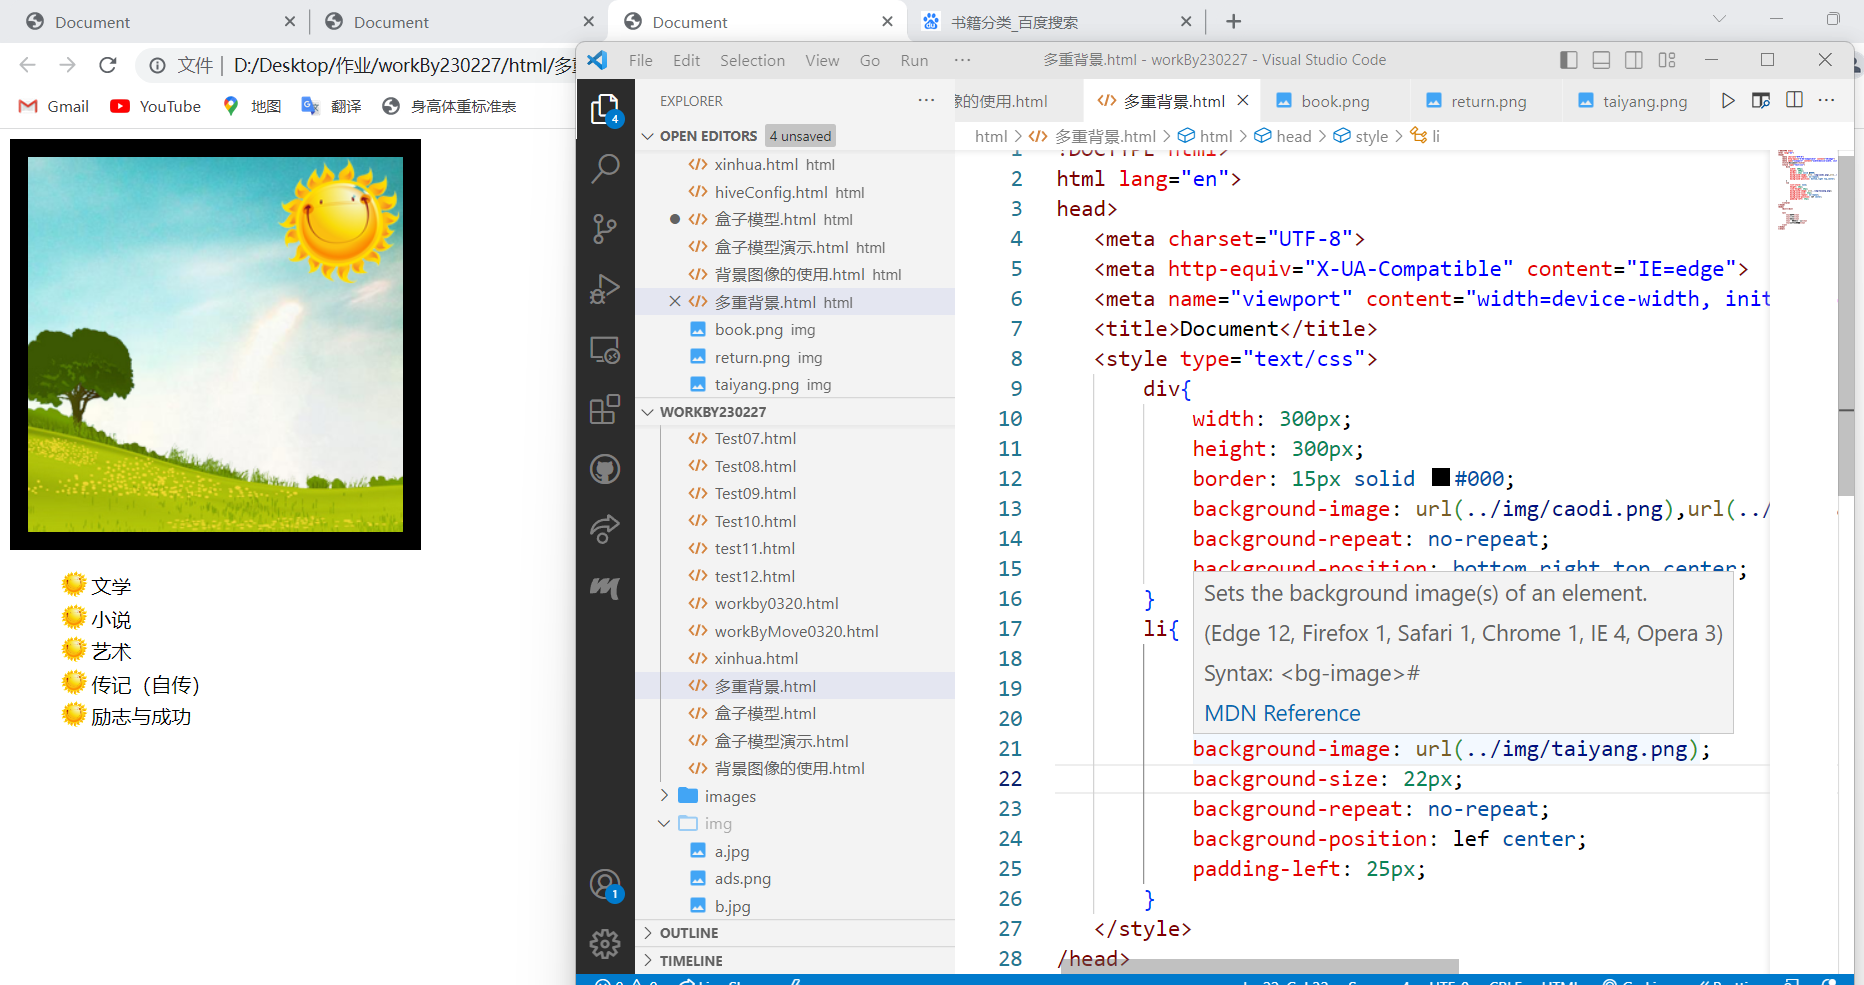 Document
Document
Document
书籍分类_百度搜索
文件
D:/Desktop/作业/workBy230227/html/多重
Gmail
YouTube
地图
翻译
身高体重标准表
文学
小说
艺术
传记（自传）
励志与成功
File Edit Selection View Go Run ···
多重背景.html - workBy230227 - Visual Studio Code
4
1
EXPLORER
OPEN EDITORS 4 unsaved
xinhua.html html
hiveConfig.html html
盒子模型.html html
盒子模型演示.html html
背景图像的使用.html html
多重背景.html html
book.png img
return.png img
taiyang.png img
WORKBY230227
Test07.html
Test08.html
Test09.html
Test10.html
test11.html
test12.html
workby0320.html
workByMove0320.html
xinhua.html
多重背景.html
盒子模型.html
盒子模型演示.html
背景图像的使用.html
images
img
a.jpg
ads.png
b.jpg
OUTLINE
TIMELINE
的使用.html
多重背景.html
book.png
return.png
taiyang.png
html > 多重背景.html > html > head > style > li
1 !DOCTYPE html>
2 html lang="en">
3 head>
4 <meta charset="UTF-8">
5 <meta http-equiv="X-UA-Compatible" content="IE=edge">
6 <meta name="viewport" content="width=device-width, init
7 <title>Document</title>
8 <style type="text/css">
9 div{
10 width: 300px;
11 height: 300px;
12 border: 15px solid #000;
13 background-image: url(../img/caodi.png),url(../
14 background-repeat: no-repeat;
15 background-position: bottom right,top center;
16 }
17 li{
18
19
20
Sets the background image(s) of an element.
(Edge 12, Firefox 1, Safari 1, Chrome 1, IE 4, Opera 3)
Syntax: <bg-image>#
MDN Reference
21 background-image: url(../img/taiyang.png);
22 background-size: 22px;
23 background-repeat: no-repeat;
24 background-position: lef center;
25 padding-left: 25px;
26 }
27 </style>
28 /head>